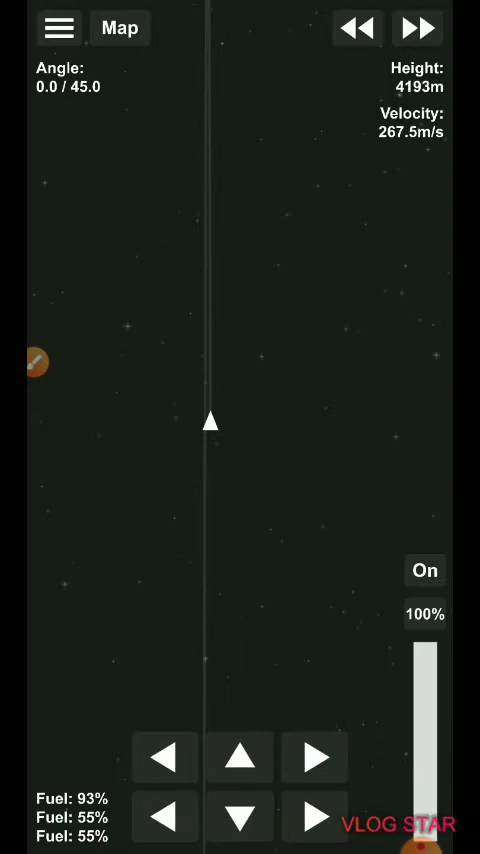 Map
Angle:
0.0 / 45.0
Height:
4193m
Velocity:
267.5m/s
On
100%
Fuel: 93%
Fuel: 55%
Fuel: 55%
VLOG STAR